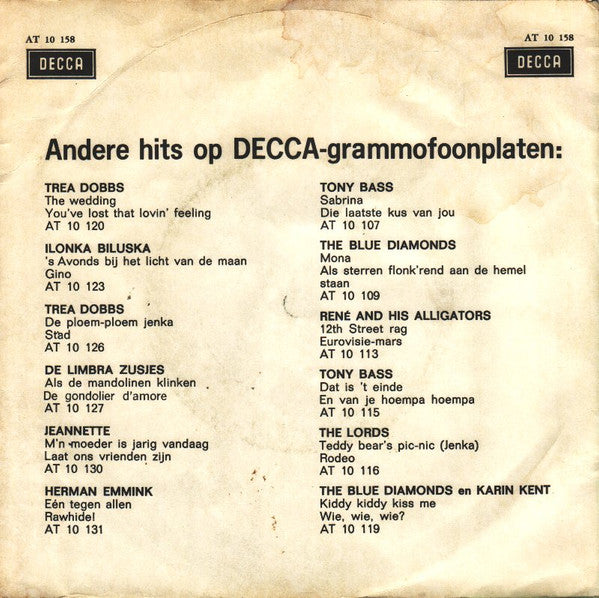 AT 10 158
DECCA
AT 10 158
DECCA
Andere hits op DECCA-grammofoonplaten:
TREA DOBBS
The wedding
You've lost that lovin' feeling
AT 10 120
ILONKA BILUSKA
's Avonds bij het licht van de maan
Gino
AT 10 123
TREA DOBBS
De ploem-ploem jenka
Stad
AT 10 126
DE LIMBRA ZUSJES
Als de mandolinen klinken
De gondolier d'amore
AT 10 127
JEANNETTE
M'n moeder is jarig vandaag
Laat ons vrienden zijn
AT 10 130
HERMAN EMMINK
Eén tegen allen
Rawhide!
AT 10 131
TONY BASS
Sabrina
Die laatste kus van jou
AT 10 107
THE BLUE DIAMONDS
Mona
Als sterren flonk'rend aan de hemel
staan
AT 10 109
RENÉ AND HIS ALLIGATORS
12th Street rag
Eurovisie-mars
AT 10 113
TONY BASS
Dat is 't einde
En van je hoempa hoempa
AT 10 115
THE LORDS
Teddy bear's pic-nic (Jenka)
Rodeo
AT 10 116
THE BLUE DIAMONDS en KARIN KENT
Kiddy kiddy kiss me
Wie, wie, wie?
AT 10 119